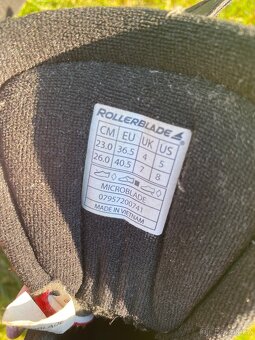 ROLLERBLADE
CM EU UK US
23.0 36.5 4 5
26.0 40.5 7 8
MICROBLADE
07957200741
MADE IN VIETNAM